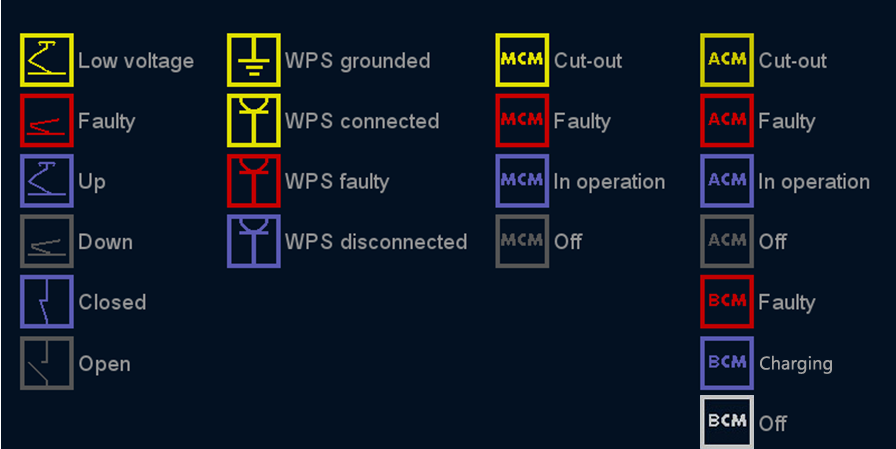 Low voltage
Faulty
Up
Down
Closed
Open
WPS grounded
WPS connected
WPS faulty
WPS disconnected
MCM Cut-out
MCM Faulty
MCM In operation
MCM Off
ACM Cut-out
ACM Faulty
ACM In operation
ACM Off
BCM Faulty
BCM Charging
BCM Off